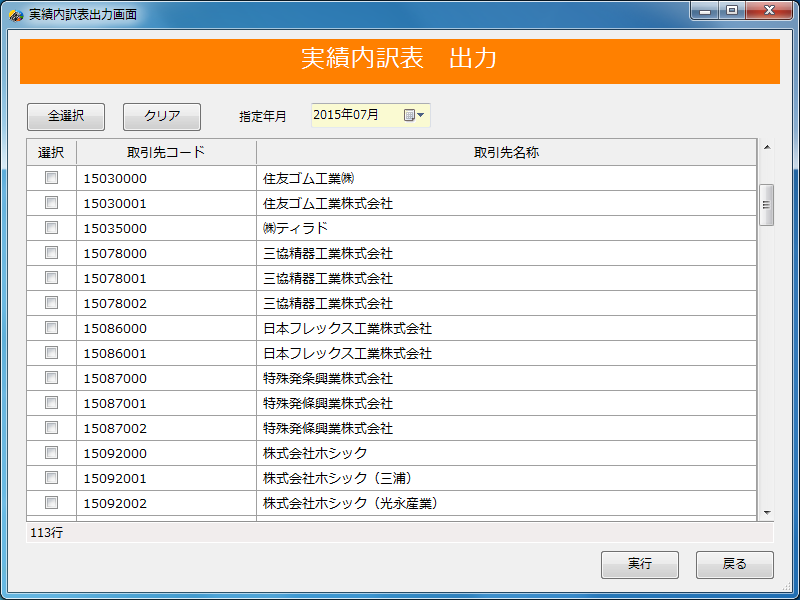 実績内訳表出力画面
実績内訳表　出力
全選択 クリア 指定年月 2015年07月
選択 取引先コード 取引先名称
15030000 住友ゴム工業㈱
15030001 住友ゴム工業株式会社
15035000 ㈱ティラド
15078000 三協精器工業株式会社
15078001 三協精器工業株式会社
15078002 三協精器工業株式会社
15086000 日本フレックス工業株式会社
15086001 日本フレックス工業株式会社
15087000 特殊発条興業株式会社
15087001 特殊発條興業株式会社
15087002 特殊発條興業株式会社
15092000 株式会社ホシック
15092001 株式会社ホシック（三浦）
15092002 株式会社ホシック（光永産業）
113行
実行 戻る